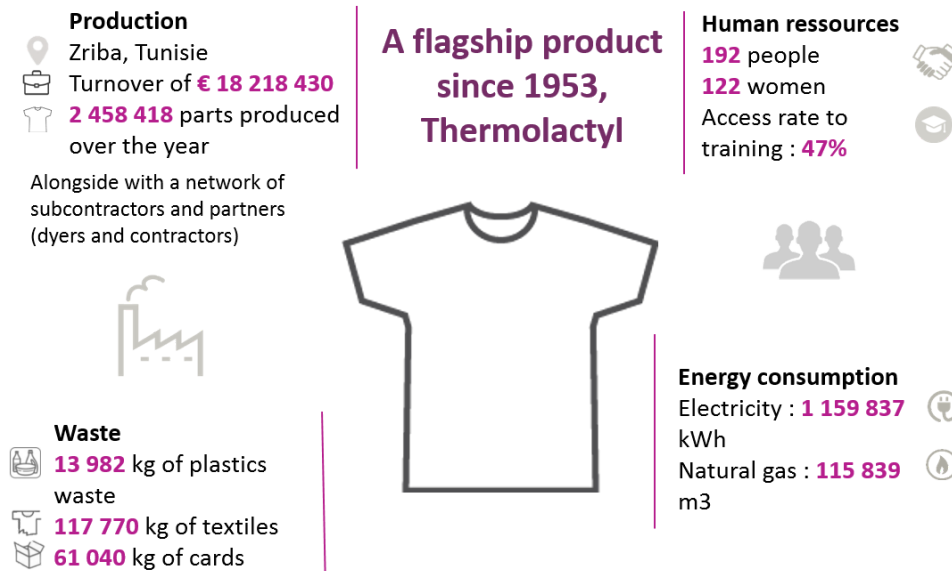 Production
Zriba, Tunisie
Turnover of € 18 218 430
2 458 418 parts produced
over the year
Alongside with a network of
subcontractors and partners
(dyers and contractors)
A flagship product
since 1953,
Thermolactyl
Human ressources
192 people
122 women
Access rate to
training : 47%
Waste
13 982 kg of plastics
waste
117 770 kg of textiles
61 040 kg of cards
Energy consumption
Electricity : 1 159 837
kWh
Natural gas : 115 839
m3